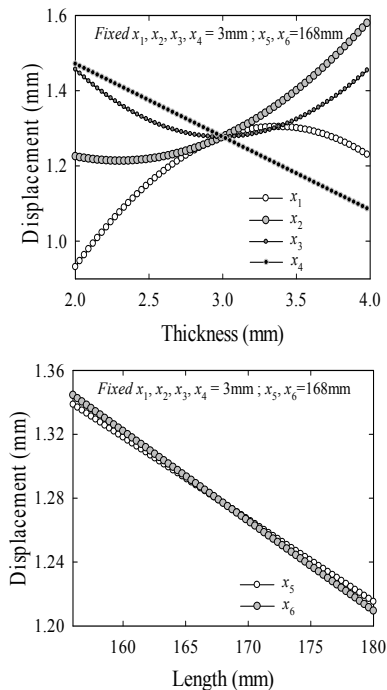 Fixed x1, x2, x3, x4 = 3mm ; x5, x6=168mm
1.6
1.4
1.2
1.0
Displacement (mm)
x1
x2
x3
x4
2.0 2.5 3.0 3.5 4.0
Thickness (mm)
Fixed x1, x2, x3, x4 = 3mm ; x5, x6=168mm
1.36
1.32
1.28
1.24
1.20
Displacement (mm)
x5
x6
160 165 170 175 180
Length (mm)